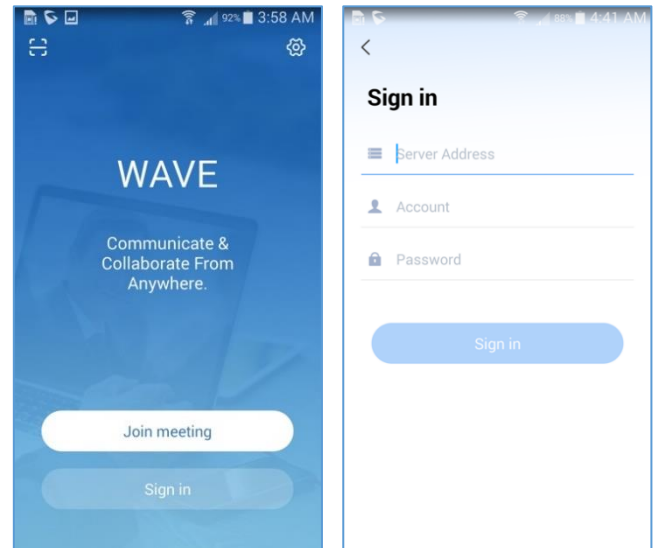 92% 3:58 AM
WAVE
Communicate &
Collaborate From
Anywhere.
Join meeting
Sign in
88% 4:41 AM
Sign in
Server Address
Account
Password
Sign in